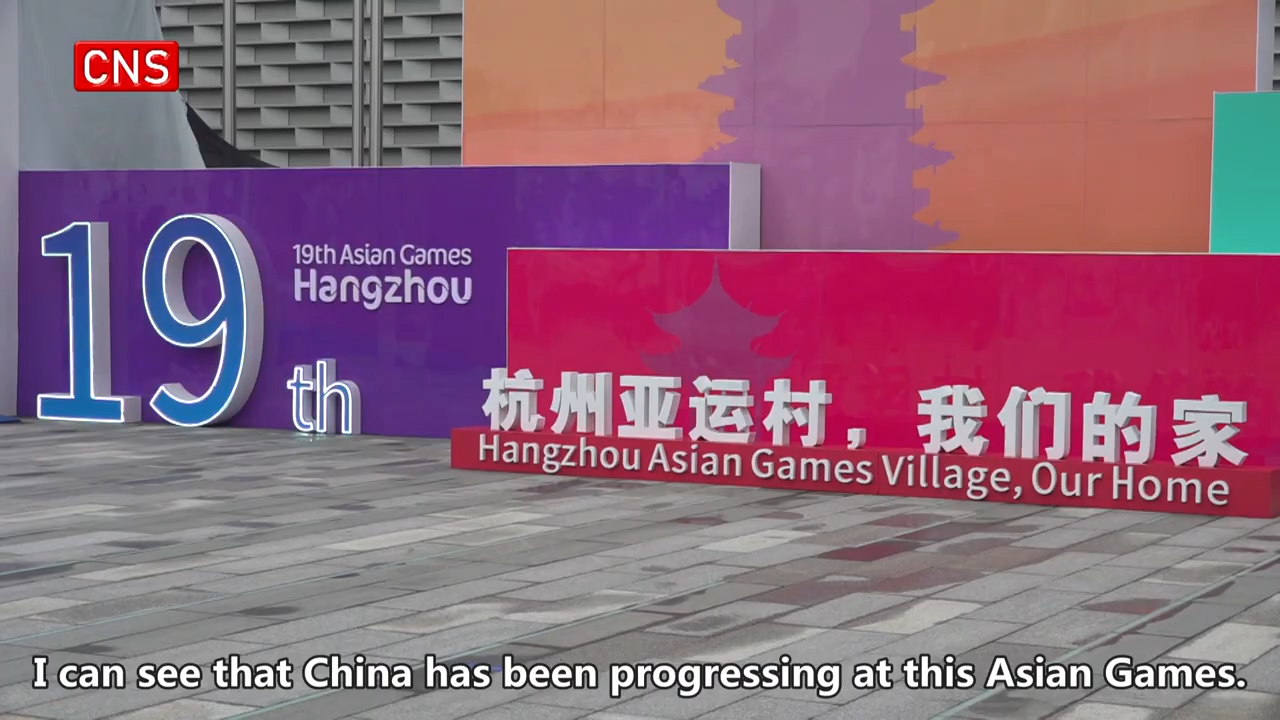 CNS
19th
19th Asian Games
Hangzhou
杭州亚运村，我们的家
Hangzhou Asian Games Village, Our Home
I can see that China has been progressing at this Asian Games.